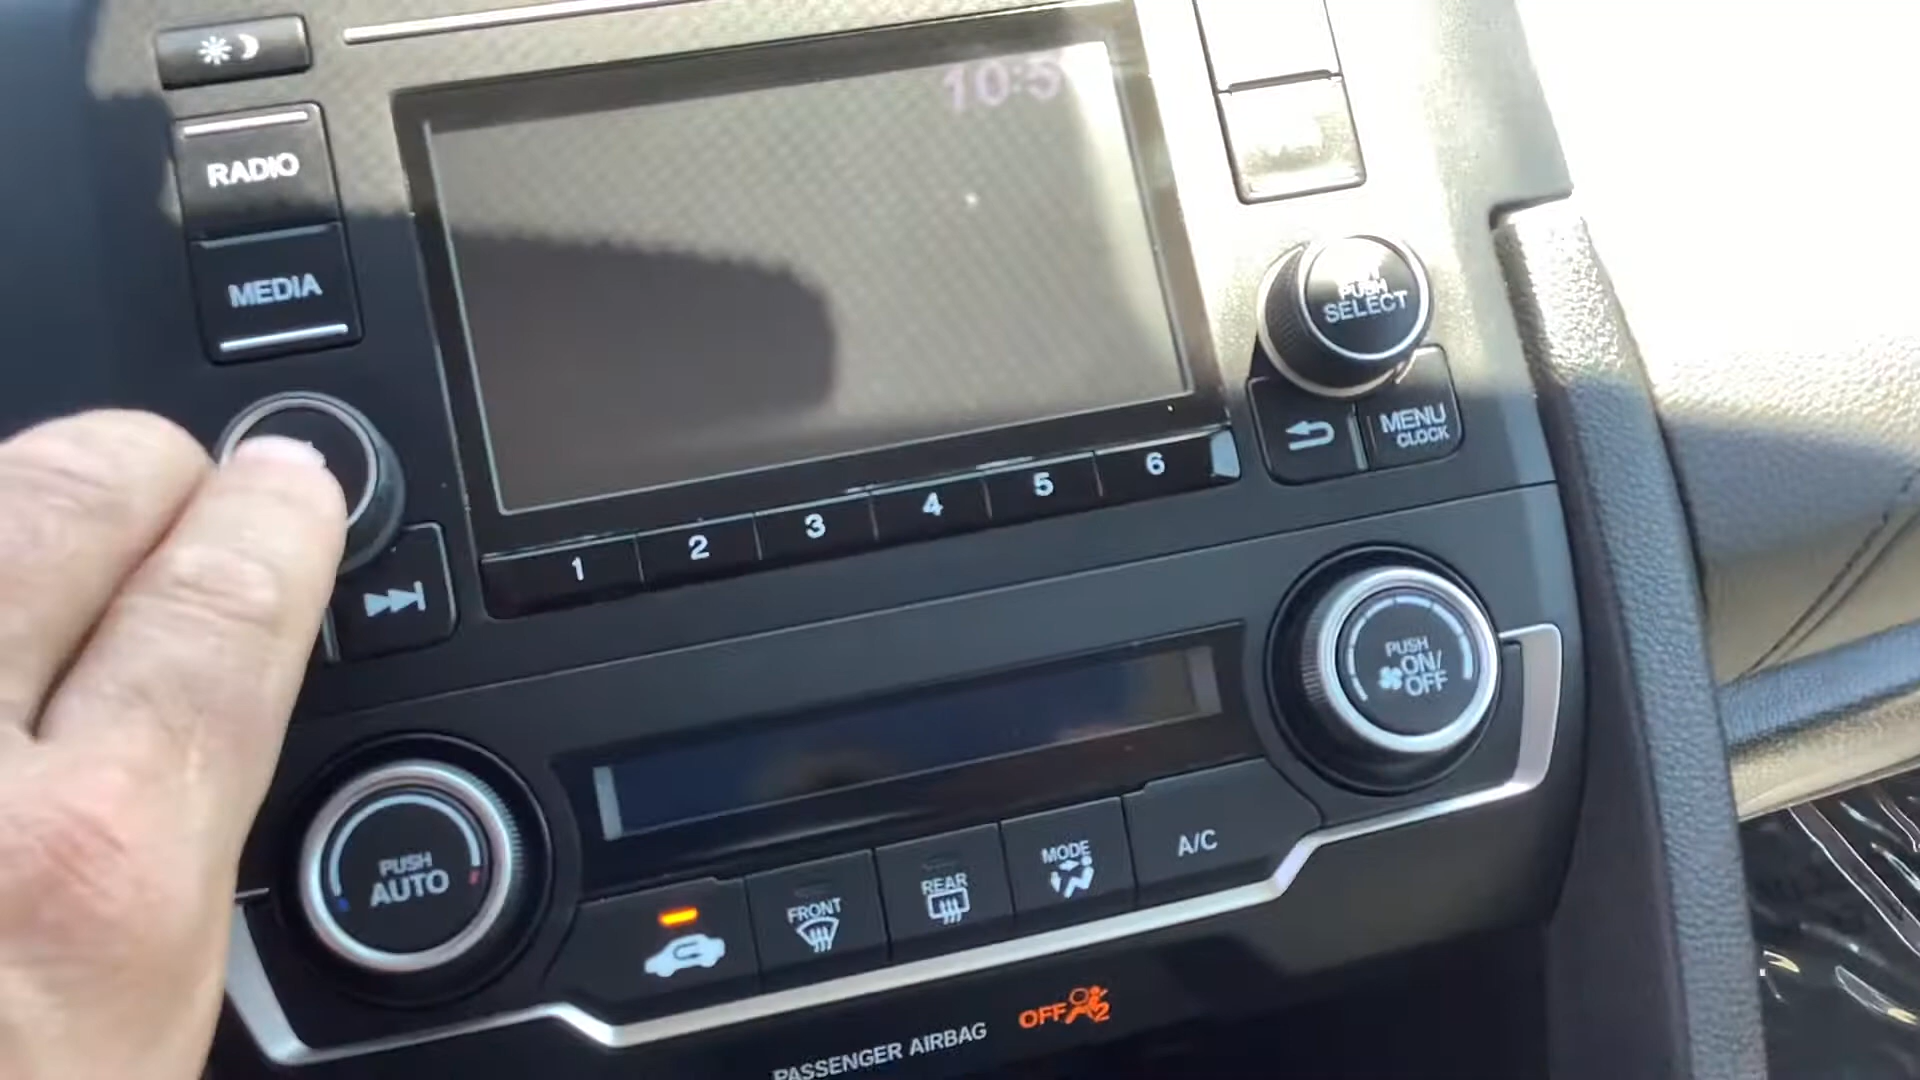 10:5
RADIO
MEDIA
PUSH
SELECT
MENU
CLOCK
1 2 3 4 5 6
PUSH
ON/
OFF
PUSH
AUTO
FRONT
REAR
MODE
A/C
OFF
2
PASSENGER AIRBAG